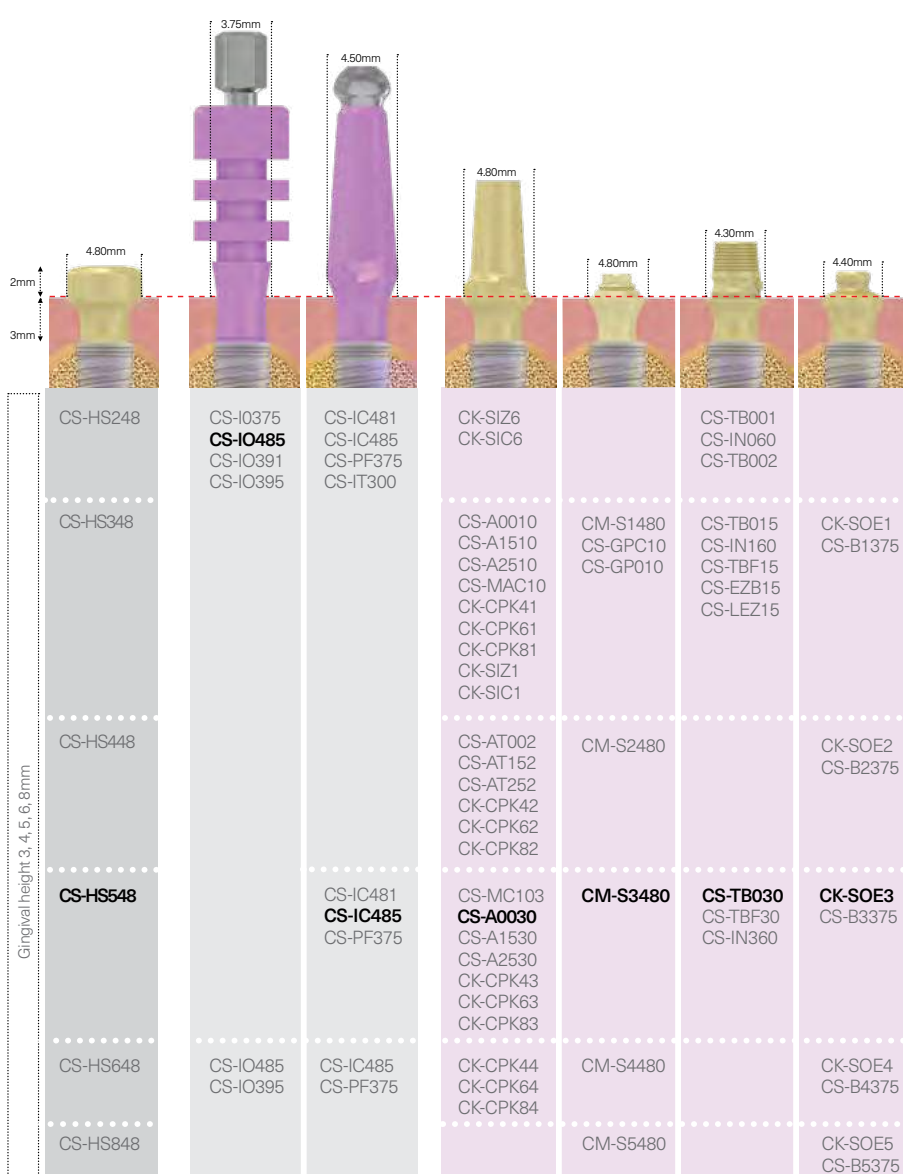 3.75mm
4.50mm
4.80mm
4.30mm
4.80mm
4.80mm
4.40mm
2mm
3mm
Gingival height 3, 4, 5, 6, 8mm
CS-HS248
CS-I0375
CS-IO485
CS-IO391
CS-IO395
CS-IC481
CS-IC485
CS-PF375
CS-IT300
CK-SIZ6
CK-SIC6
CS-TB001
CS-IN060
CS-TB002
CS-HS348
CS-A0010
CS-A1510
CS-A2510
CS-MAC10
CK-CPK41
CK-CPK61
CK-CPK81
CK-SIZ1
CK-SIC1
CM-S1480
CS-GPC10
CS-GP010
CS-TB015
CS-IN160
CS-TBF15
CS-EZB15
CS-LEZ15
CK-SOE1
CS-B1375
CS-HS448
CS-AT002
CS-AT152
CS-AT252
CK-CPK42
CK-CPK62
CK-CPK82
CM-S2480
CK-SOE2
CS-B2375
CS-HS548
CS-IC481
CS-IC485
CS-PF375
CS-MC103
CS-A0030
CS-A1530
CS-A2530
CK-CPK43
CK-CPK63
CK-CPK83
CM-S3480
CS-TB030
CS-TBF30
CS-IN360
CK-SOE3
CS-B3375
CS-HS648
CS-IO485
CS-IO395
CS-IC485
CS-PF375
CK-CPK44
CK-CPK64
CK-CPK84
CM-S4480
CK-SOE4
CS-B4375
CS-HS848
CM-S5480
CK-SOE5
CS-B5375